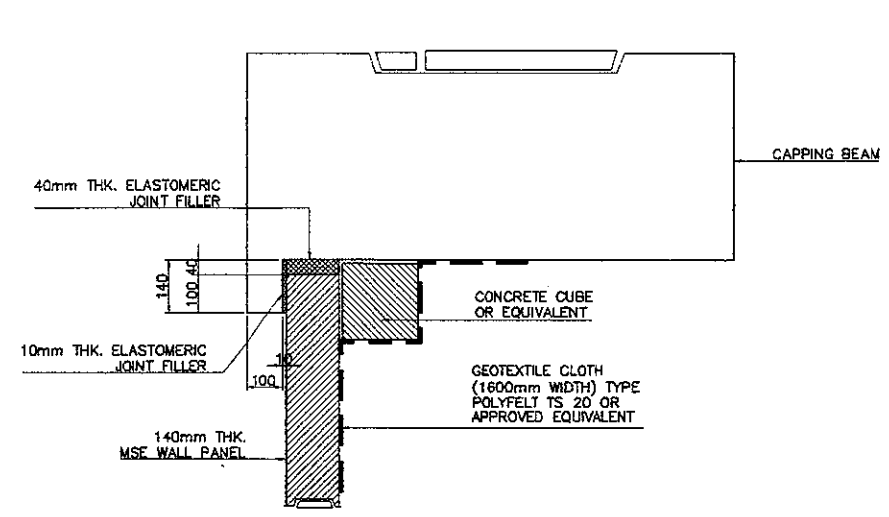 CAPPING BEAM
40mm THK. ELASTOMERIC
JOINT FILLER
140
40
100
CONCRETE CUBE
OR EQUIVALENT
10mm THK. ELASTOMERIC
JOINT FILLER
10
100
GEOTEXTILE CLOTH
(1600mm WIDTH) TYPE
POLYFELT TS 20 OR
APPROVED EQUIVALENT
140mm THK.
MSE WALL PANEL